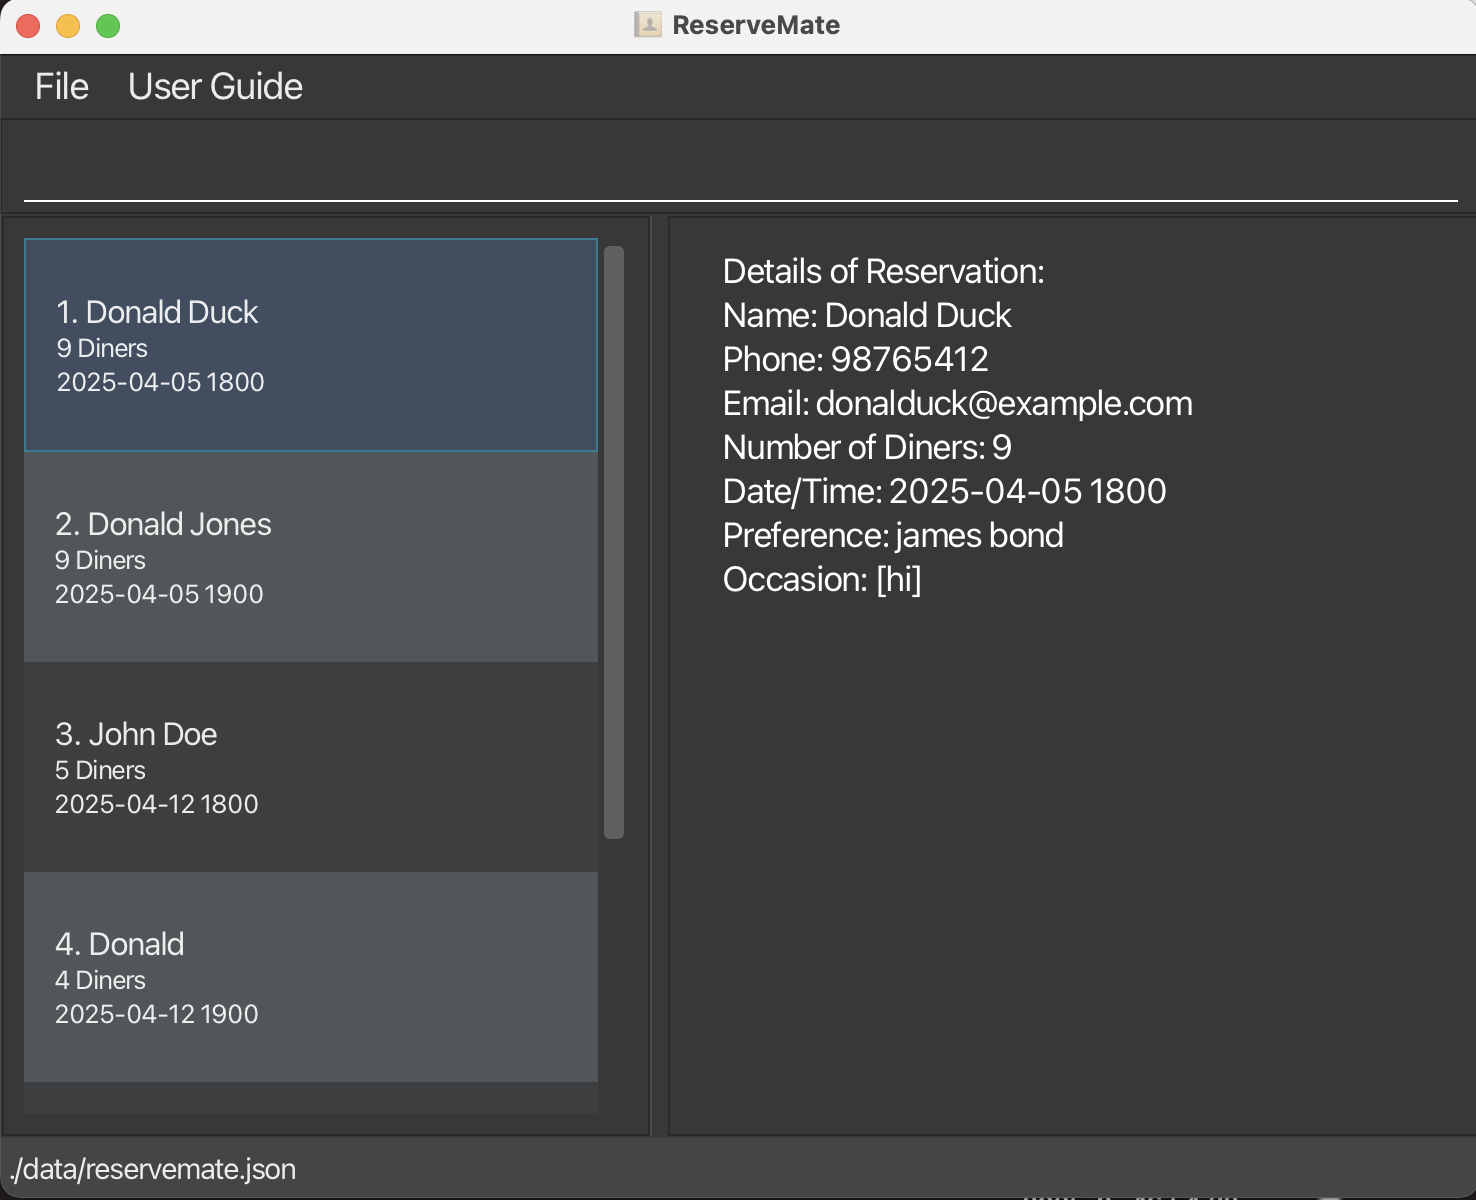 ReserveMate
File User Guide
1. Donald Duck
9 Diners
2025-04-05 1800
2. Donald Jones
9 Diners
2025-04-05 1900
3. John Doe
5 Diners
2025-04-12 1800
4. Donald
4 Diners
2025-04-12 1900
Details of Reservation:
Name: Donald Duck
Phone: 98765412
Email: donalduck@example.com
Number of Diners: 9
Date/Time: 2025-04-05 1800
Preference: james bond
Occasion: [hi]
./data/reservemate.json